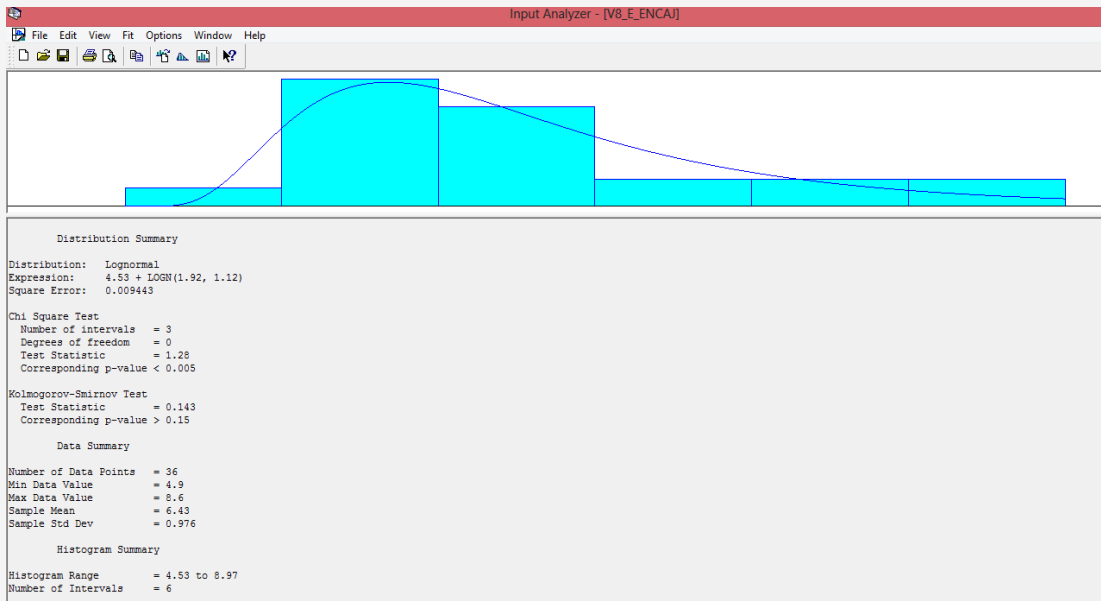 Input Analyzer - [V8_E_ENCAJ]
File Edit View Fit Options Window Help
Distribution Summary
Distribution: Lognormal
Expression: 4.53 + LOGN(1.92, 1.12)
Square Error: 0.009443
Chi Square Test
Number of intervals = 3
Degrees of freedom = 0
Test Statistic = 1.28
Corresponding p-value < 0.005
Kolmogorov-Smirnov Test
Test Statistic = 0.143
Corresponding p-value > 0.15
Data Summary
Number of Data Points = 36
Min Data Value = 4.9
Max Data Value = 8.6
Sample Mean = 6.43
Sample Std Dev = 0.976
Histogram Summary
Histogram Range = 4.53 to 8.97
Number of Intervals = 6